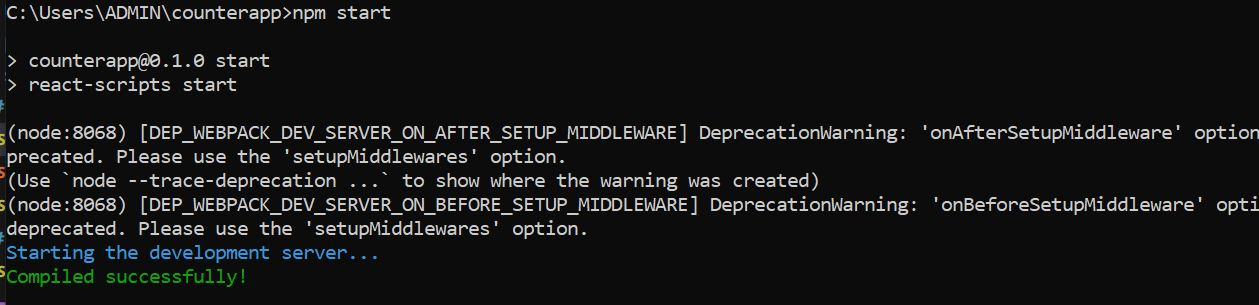 C:\Users\ADMIN\counterapp>npm start
> counterapp@0.1.0 start
> react-scripts start
(node:8068) [DEP_WEBPACK_DEV_SERVER_ON_AFTER_SETUP_MIDDLEWARE] DeprecationWarning: 'onAfterSetupMiddleware' option
precated. Please use the 'setupMiddlewares' option.
(Use `node --trace-deprecation ...` to show where the warning was created)
(node:8068) [DEP_WEBPACK_DEV_SERVER_ON_BEFORE_SETUP_MIDDLEWARE] DeprecationWarning: 'onBeforeSetupMiddleware' opti
deprecated. Please use the 'setupMiddlewares' option.
Starting the development server...
Compiled successfully!